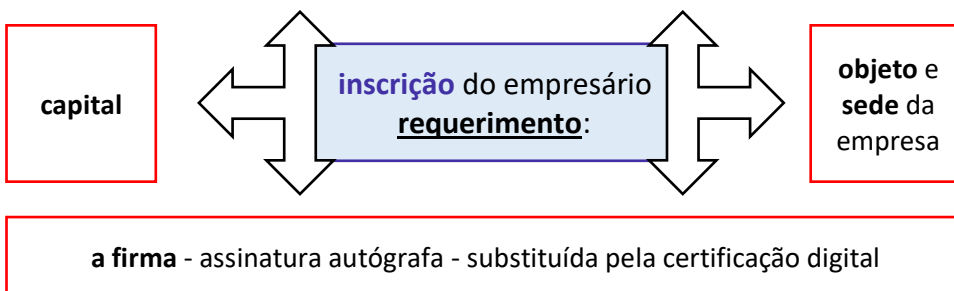 capital
inscrição do empresário
requerimento:
objeto e
sede da
empresa
a firma - assinatura autógrafa - substituída pela certificação digital